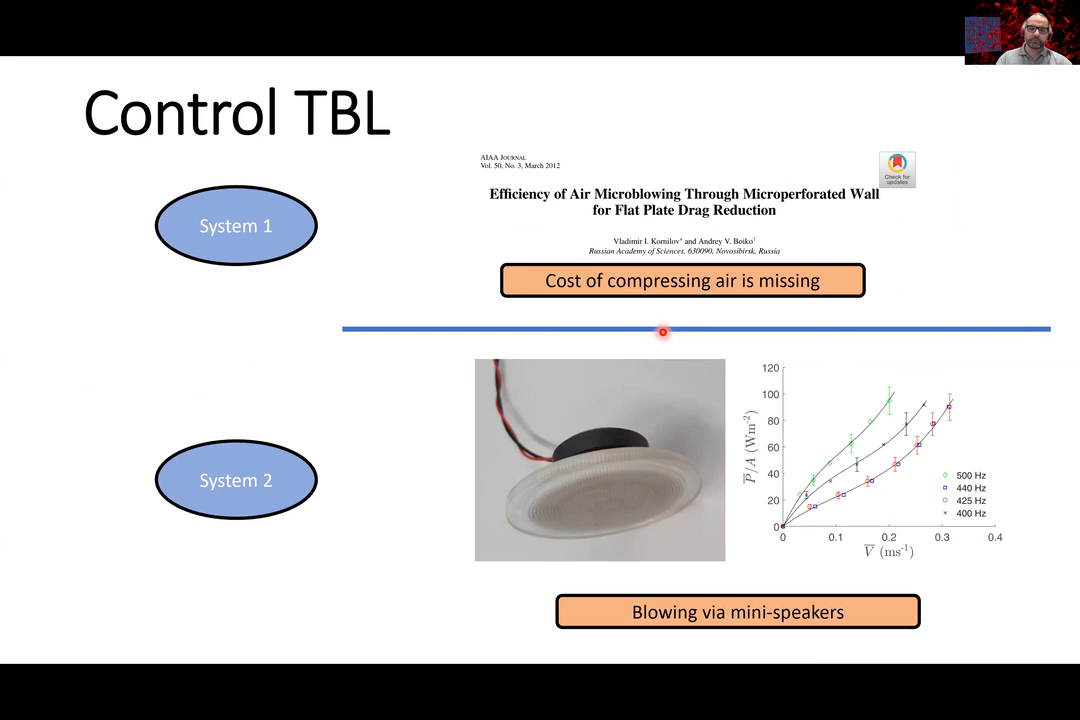 Control TBL
System 1
AIAA JOURNAL
Vol. 50, No. 3, March 2012
Check for
updates
Efficiency of Air Microblowing Through Microperforated Wall
for Flat Plate Drag Reduction
Vladimir I. Kornilov* and Andrey V. Boiko†
Russian Academy of Sciences, 630090, Novosibirsk, Russia
Cost of compressing air is missing
System 2
P̅/A (Wm⁻²)
120
100
80
60
40
20
0
500 Hz
440 Hz
425 Hz
400 Hz
0 0.1 0.2 0.3 0.4
V̅ (ms⁻¹)
Blowing via mini-speakers